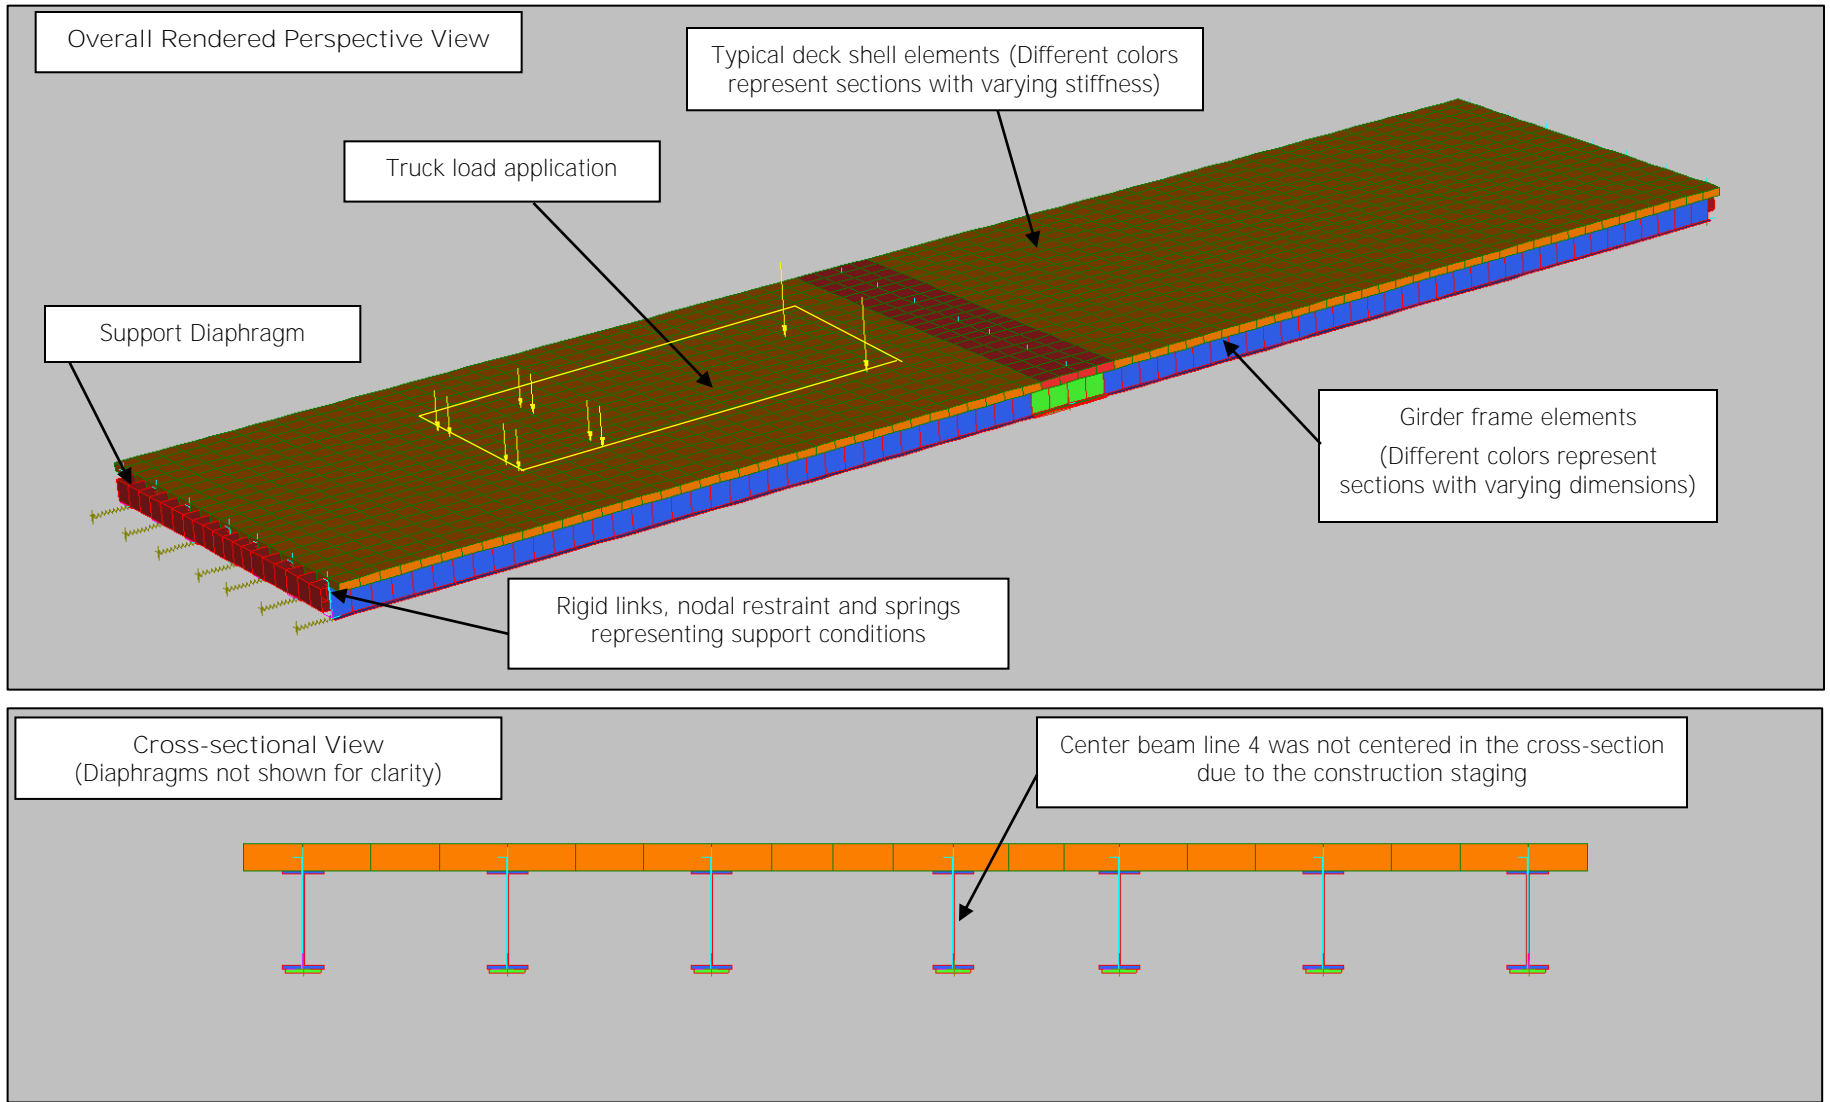 Overall Rendered Perspective View
Typical deck shell elements (Different colors
represent sections with varying stiffness)
Truck load application
Support Diaphragm
Girder frame elements
(Different colors represent
sections with varying dimensions)
Rigid links, nodal restraint and springs
representing support conditions
Cross-sectional View
(Diaphragms not shown for clarity)
Center beam line 4 was not centered in the cross-section
due to the construction staging